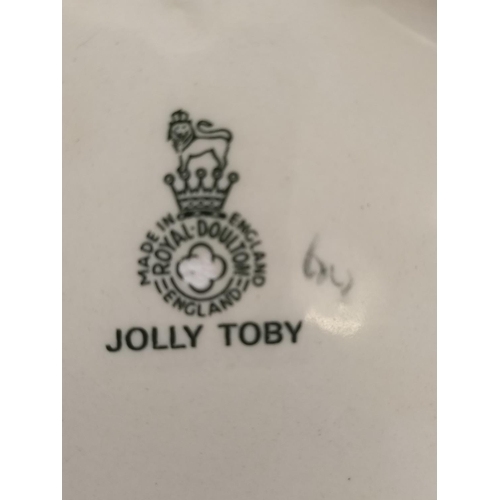 MADE IN ENGLAND
ROYAL·DOULTON
ENGLAND
JOLLY TOBY